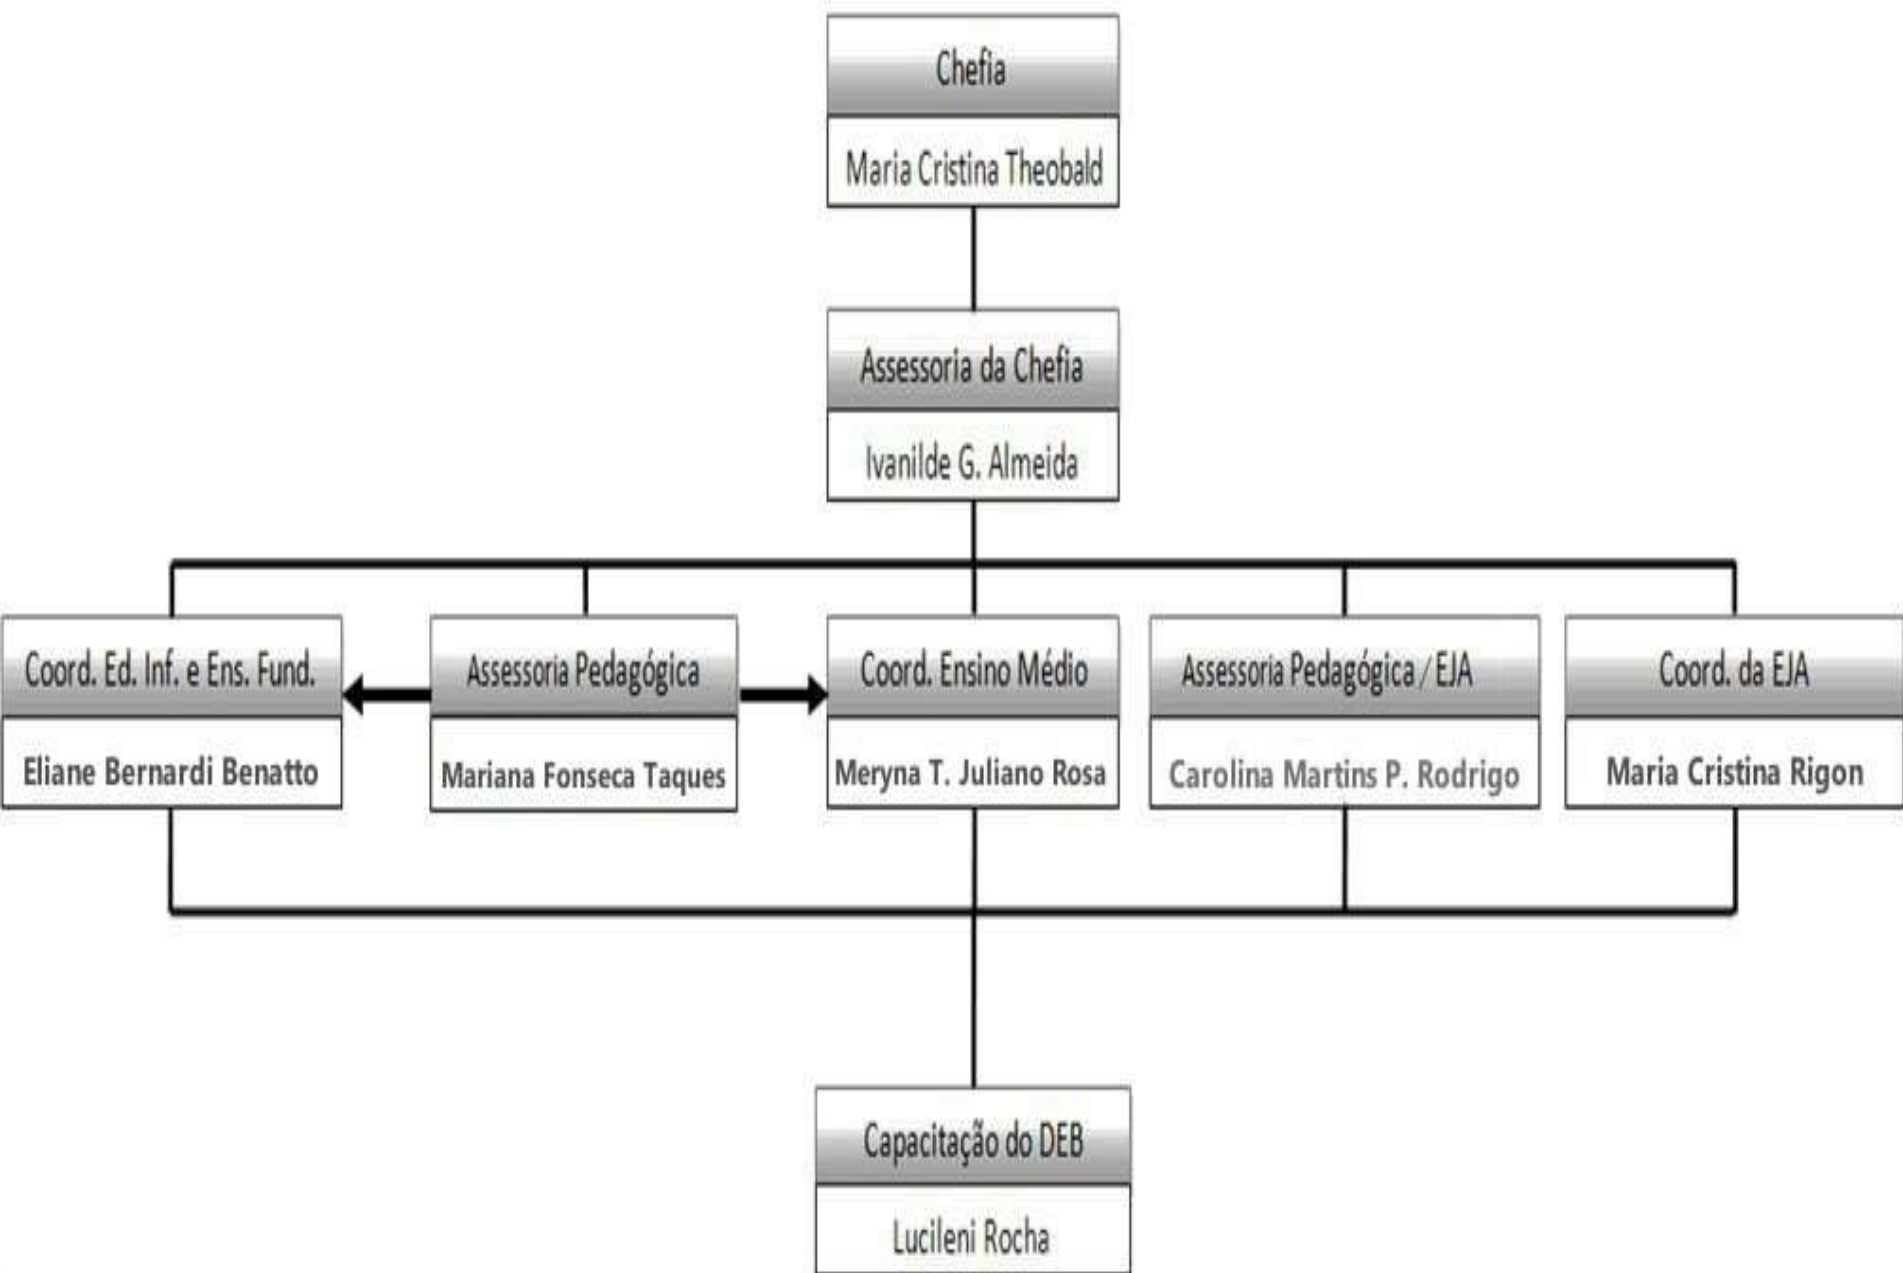 Chefia
Maria Cristina Theobald
Assessoria da Chefia
Ivanilde G. Almeida
Coord. Ed. Inf. e Ens. Fund.
Eliane Bernardi Benatto
Assessoria Pedagógica
Mariana Fonseca Taques
Coord. Ensino Médio
Meryna T. Juliano Rosa
Assessoria Pedagógica / EJA
Carolina Martins P. Rodrigo
Coord. da EJA
Maria Cristina Rigon
Capacitação do DEB
Lucileni Rocha